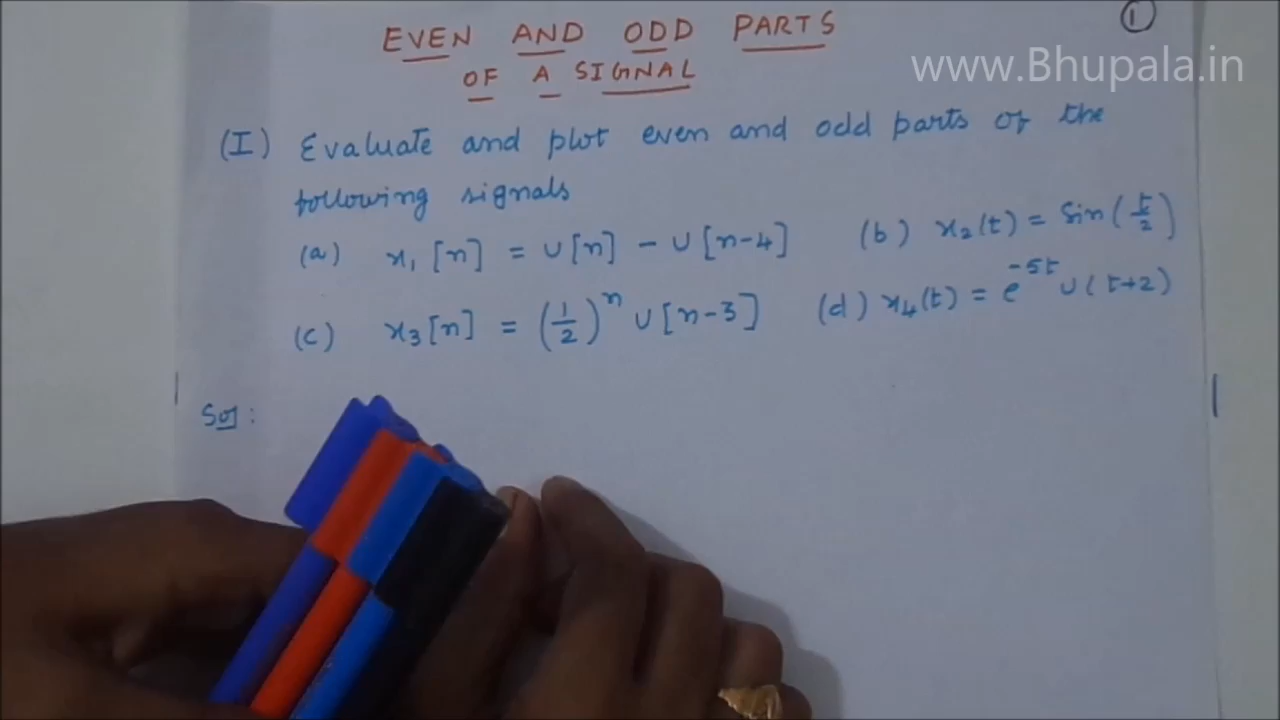 EVEN AND ODD PARTS
OF A SIGNAL
①
www.Bhupala.in
(I) Evaluate and plot even and odd parts of the
following signals
(a) x₁[n] = u[n] - u[n-4] (b) x₂(t) = Sin(t/2)
(c) x₃[n] = (1/2)ⁿ u[n-3] (d) x₄(t) = e^-5t u(t+2)
Sol: